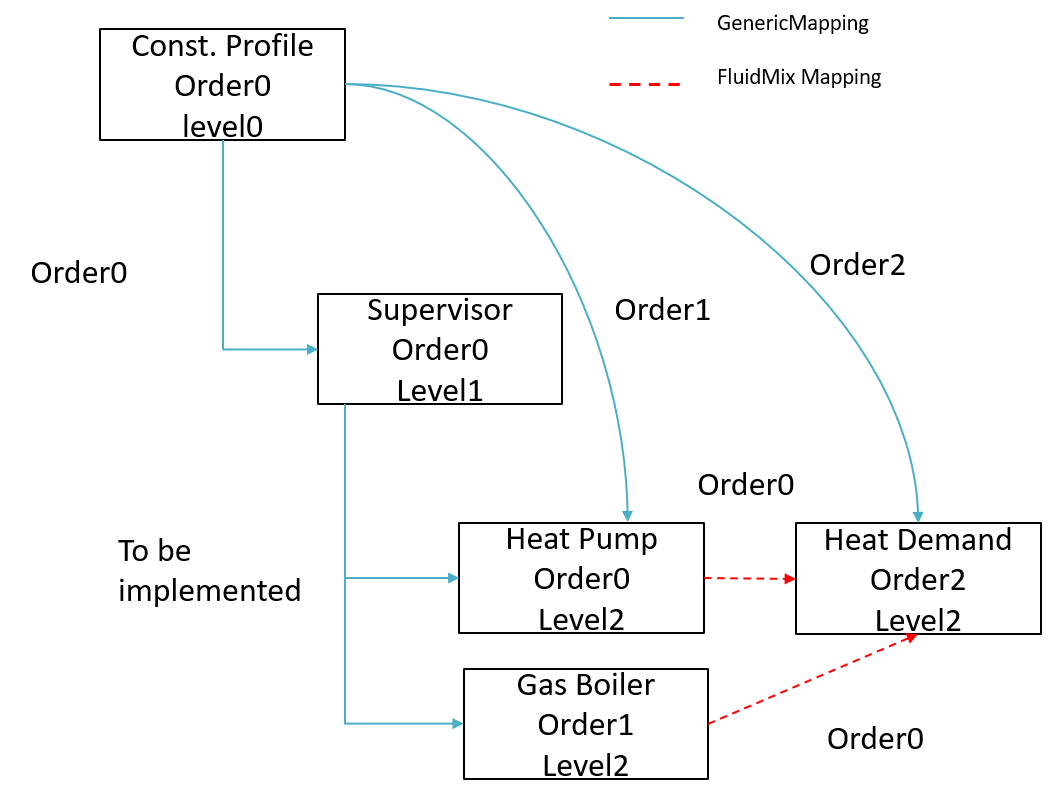 GenericMapping
Const. Profile
Order0
level0
FluidMix Mapping
Order0
Order2
Supervisor
Order0
Level1
Order1
Order0
To be
implemented
Heat Pump
Order0
Level2
Heat Demand
Order2
Level2
Gas Boiler
Order1
Level2
Order0